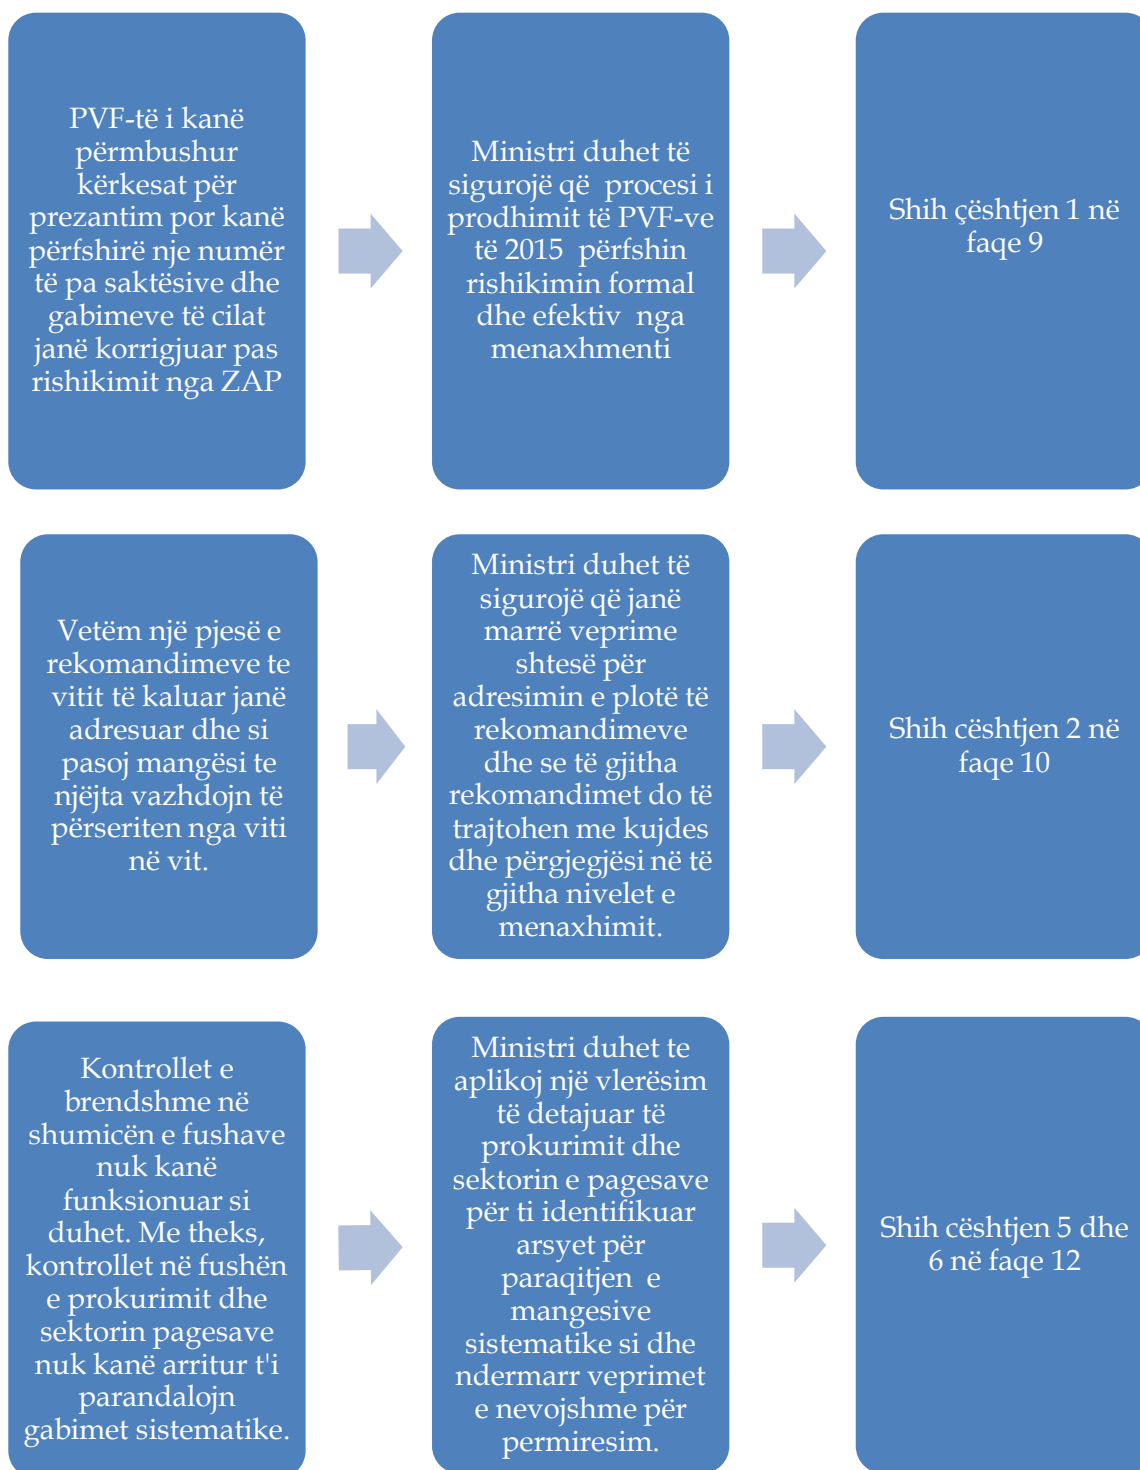 PVF-të i kanë
përmbushur
kërkesat për
prezantim por kanë
përfshirë nje numër
të pa saktësive dhe
gabimeve të cilat
janë korrigjuar pas
rishikimit nga ZAP
Ministri duhet të
sigurojë që procesi i
prodhimit të PVF-ve
të 2015 përfshin
rishikimin formal
dhe efektiv nga
menaxhmenti
Shih çështjen 1 në
faqe 9
Vetëm një pjesë e
rekomandimeve te
vitit të kaluar janë
adresuar dhe si
pasoj mangësi te
njëjta vazhdojn të
përseriten nga viti
në vit.
Ministri duhet të
sigurojë që janë
marrë veprime
shtesë për
adresimin e plotë të
rekomandimeve
dhe se të gjitha
rekomandimet do të
trajtohen me kujdes
dhe përgjegjësi në të
gjitha nivelet e
menaxhimit.
Shih cështjen 2 në
faqe 10
Kontrollet e
brendshme në
shumicën e fushave
nuk kanë
funksionuar si
duhet. Me theks,
kontrollet në fushën
e prokurimit dhe
sektorin pagesave
nuk kanë arritur t'i
parandalojn
gabimet sistematike.
Ministri duhet te
aplikoj një vlerësim
të detajuar të
prokurimit dhe
sektorin e pagesave
për ti identifikuar
arsyet për
paraqitjen e
mangesive
sistematike si dhe
ndermarr veprimet
e nevojshme për
permiresim.
Shih cështjen 5 dhe
6 në faqe 12